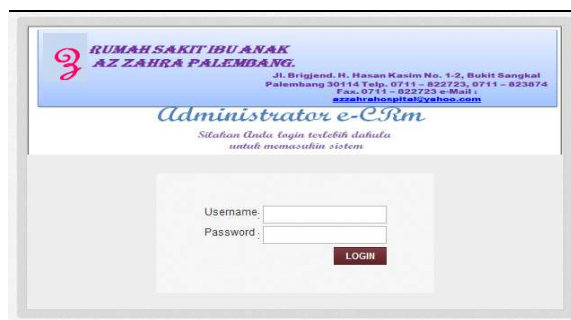 RUMAH SAKIT IBU ANAK
AZ ZAHRA PALEMBANG.
Jl. Brigjend. H. Hasan Kasim No. 1-2, Bukit Sangkal
Palembang 30114 Telp. 0711 – 822723, 0711 – 823874
Fax. 0711 – 822723 e-Mail :
azzahrahospital@yahoo.com
Administrator e-CRm
Silahan Anda login terlebih dahulu
untuk memasukin sistem
Username:
Password :
LOGIN